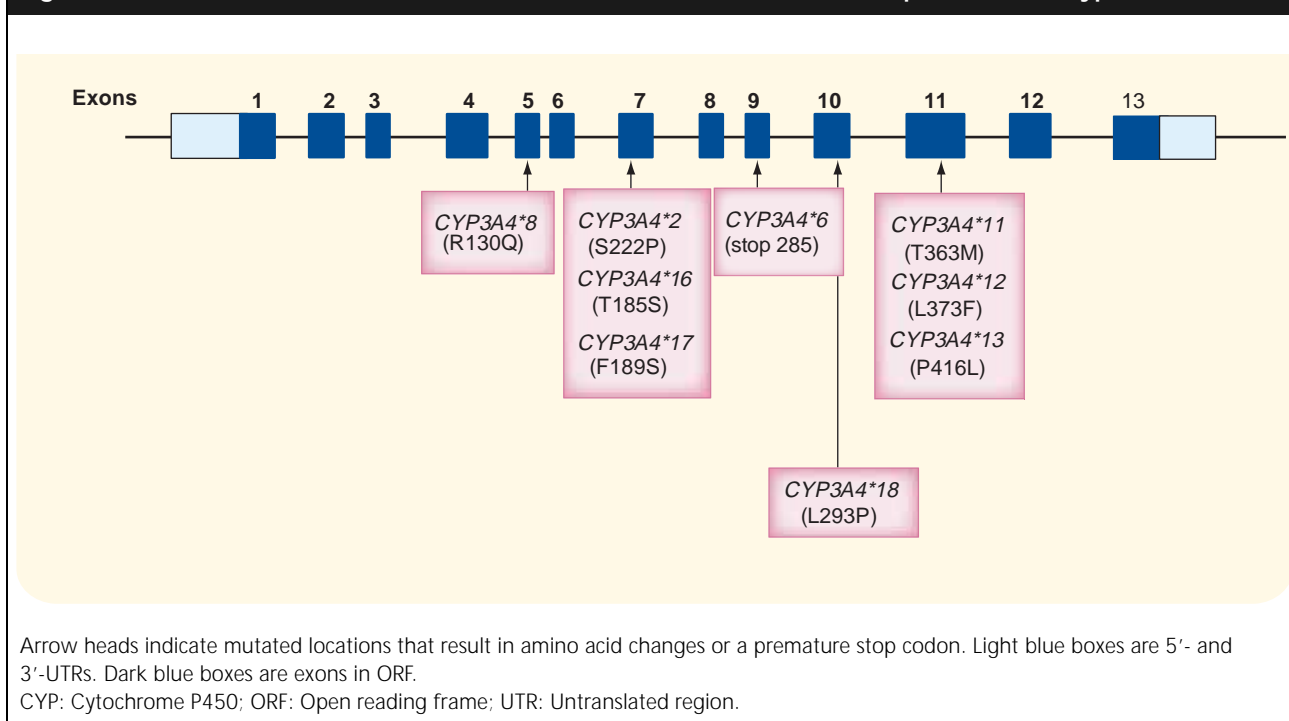 Exons 1 2 3 4 5 6 7 8 9 10 11 12 13
CYP3A4*8
(R130Q)
CYP3A4*2
(S222P)
CYP3A4*16
(T185S)
CYP3A4*17
(F189S)
CYP3A4*6
(stop 285)
CYP3A4*11
(T363M)
CYP3A4*12
(L373F)
CYP3A4*13
(P416L)
CYP3A4*18
(L293P)
Arrow heads indicate mutated locations that result in amino acid changes or a premature stop codon. Light blue boxes are 5′- and
3′-UTRs. Dark blue boxes are exons in ORF.
CYP: Cytochrome P450; ORF: Open reading frame; UTR: Untranslated region.